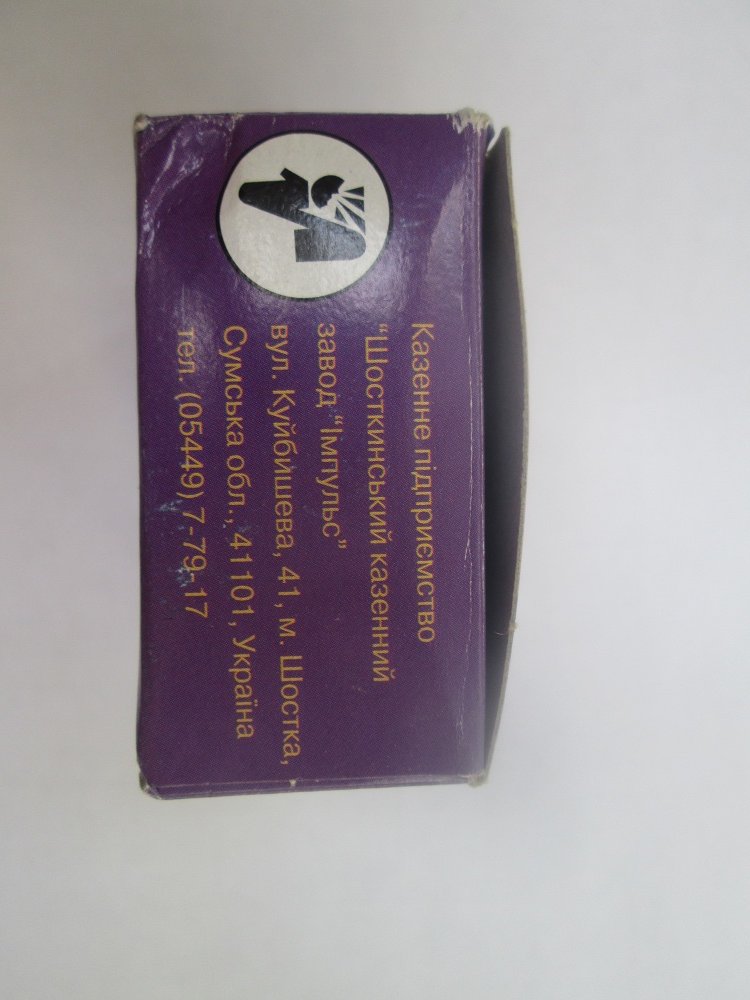 Казенне підприємство
“Шосткинський казенний
завод “Імпульс”
вул. Куйбишева, 41, м. Шостка,
Сумська обл., 41101, Україна
тел. (05449) 7-79-17